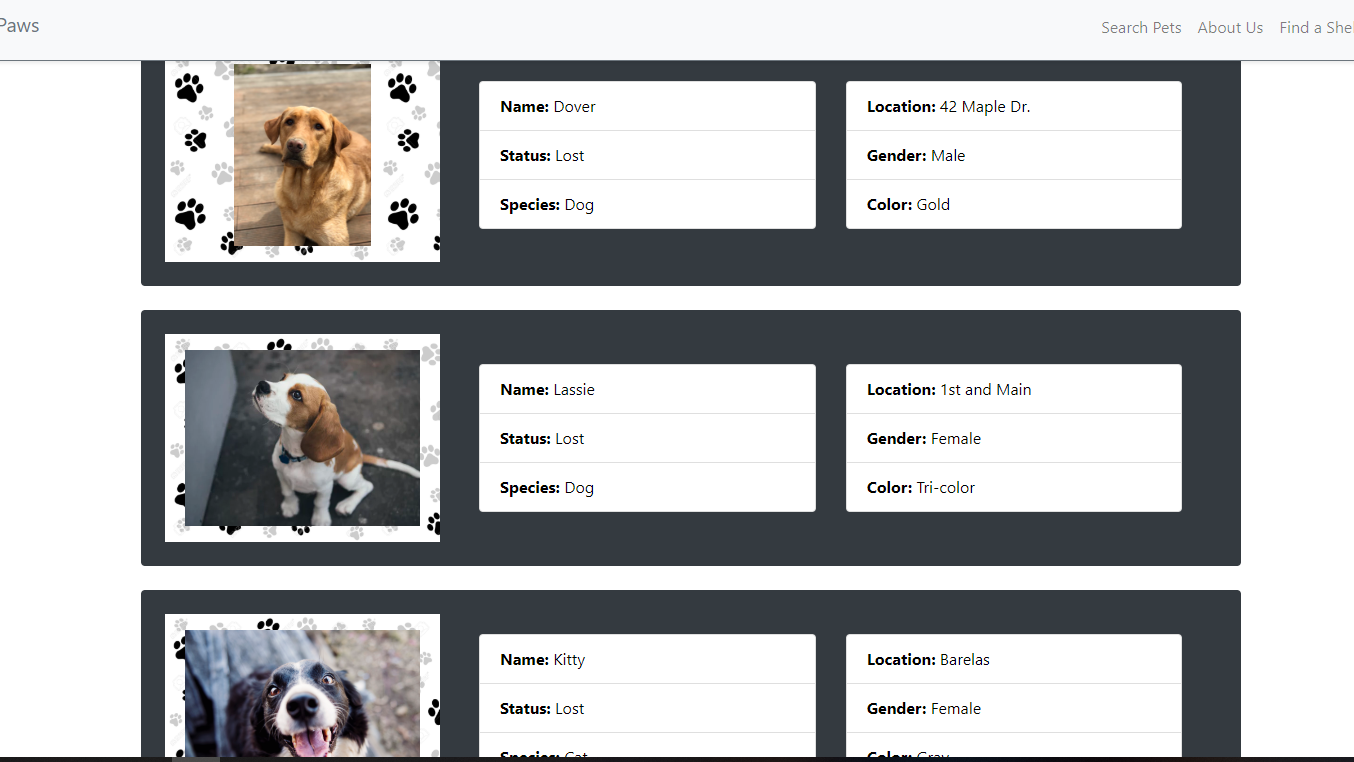 Paws
Search Pets About Us Find a Shel
Name: Dover
Status: Lost
Species: Dog
Location: 42 Maple Dr.
Gender: Male
Color: Gold
Name: Lassie
Status: Lost
Species: Dog
Location: 1st and Main
Gender: Female
Color: Tri-color
Name: Kitty
Status: Lost
Species: Cat
Location: Barelas
Gender: Female
Color: Gray